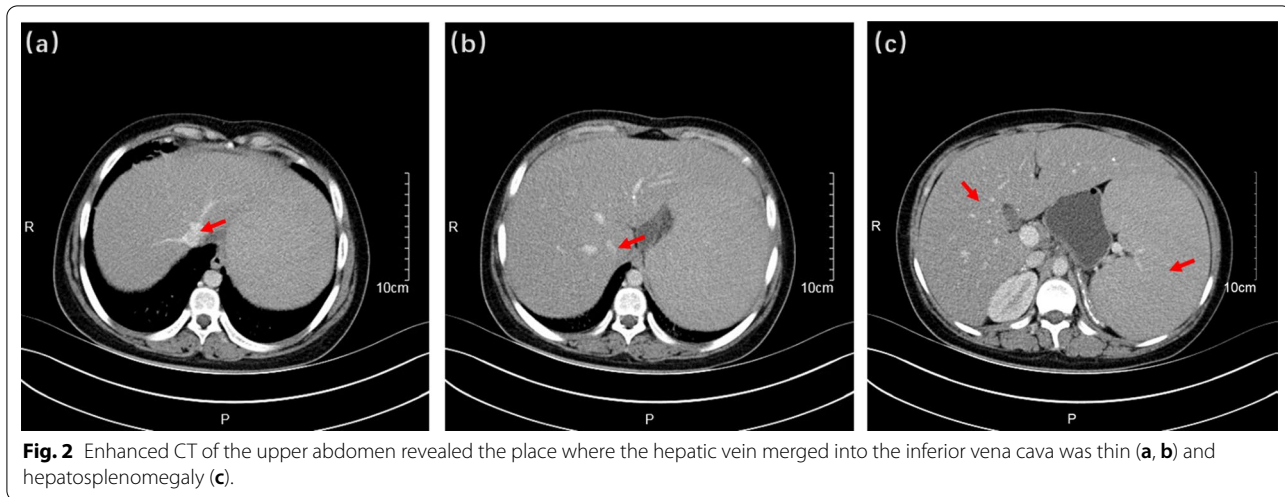 (a)
R
10cm
P
(b)
R
10cm
P
(c)
R
10cm
P
Fig. 2 Enhanced CT of the upper abdomen revealed the place where the hepatic vein merged into the inferior vena cava was thin (a, b) and
hepatosplenomegaly (c).